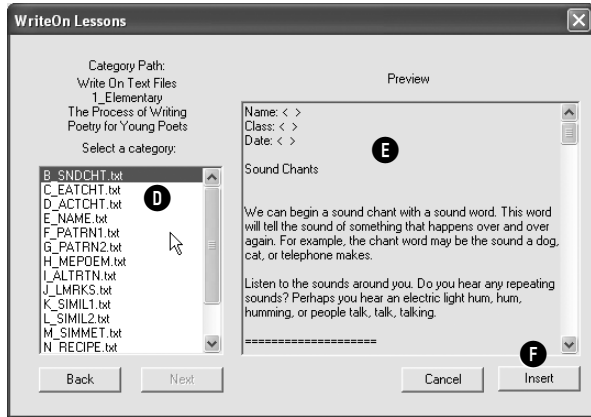 WriteOn Lessons
Category Path:
Write On Text Files
1_Elementary
The Process of Writing
Poetry for Young Poets
Select a category:
B_SNDCHT.txt
C_EATCHT.txt
D_ACTCHT.txt
E_NAME.txt
F_PATRN1.txt
G_PATRN2.txt
H_MEPOEM.txt
I_ALTRTN.txt
J_LMRKS.txt
K_SIMIL1.txt
L_SIMIL2.txt
M_SIMMET.txt
N_RECIPE.txt
D
Back
Next
Preview
Name: < >
Class: < >
Date: < >
E
Sound Chants
We can begin a sound chant with a sound word. This word
will tell the sound of something that happens over and over
again. For example, the chant word may be the sound a dog,
cat, or telephone makes.
Listen to the sounds around you. Do you hear any repeating
sounds? Perhaps you hear an electric light hum, hum,
humming, or people talk, talk, talking.
====================
F
Cancel
Insert